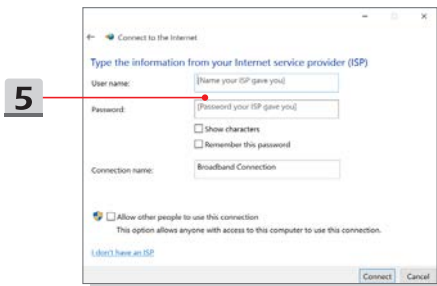 Connect to the Internet
Type the information from your Internet service provider (ISP)
User name:
[Name your ISP gave you]
5
Password:
[Password your ISP gave you]
Show characters
Remember this password
Connection name:
Broadband Connection
Allow other people to use this connection
This option allows anyone with access to this computer to use this connection.
I don't have an ISP
Connect
Cancel